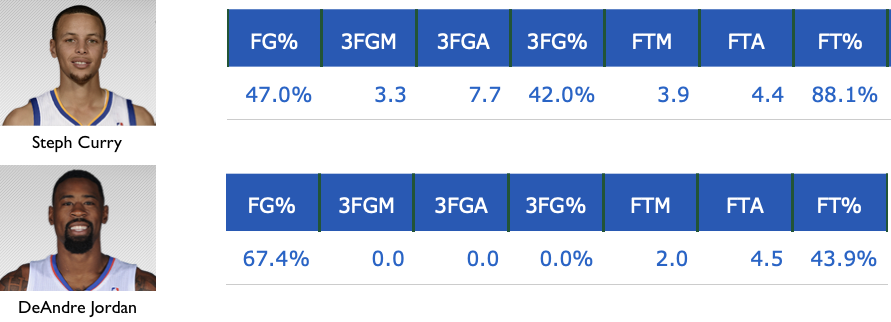 FG% 3FGM 3FGA 3FG% FTM FTA FT%
47.0% 3.3 7.7 42.0% 3.9 4.4 88.1%
Steph Curry
FG% 3FGM 3FGA 3FG% FTM FTA FT%
67.4% 0.0 0.0 0.0% 2.0 4.5 43.9%
DeAndre Jordan